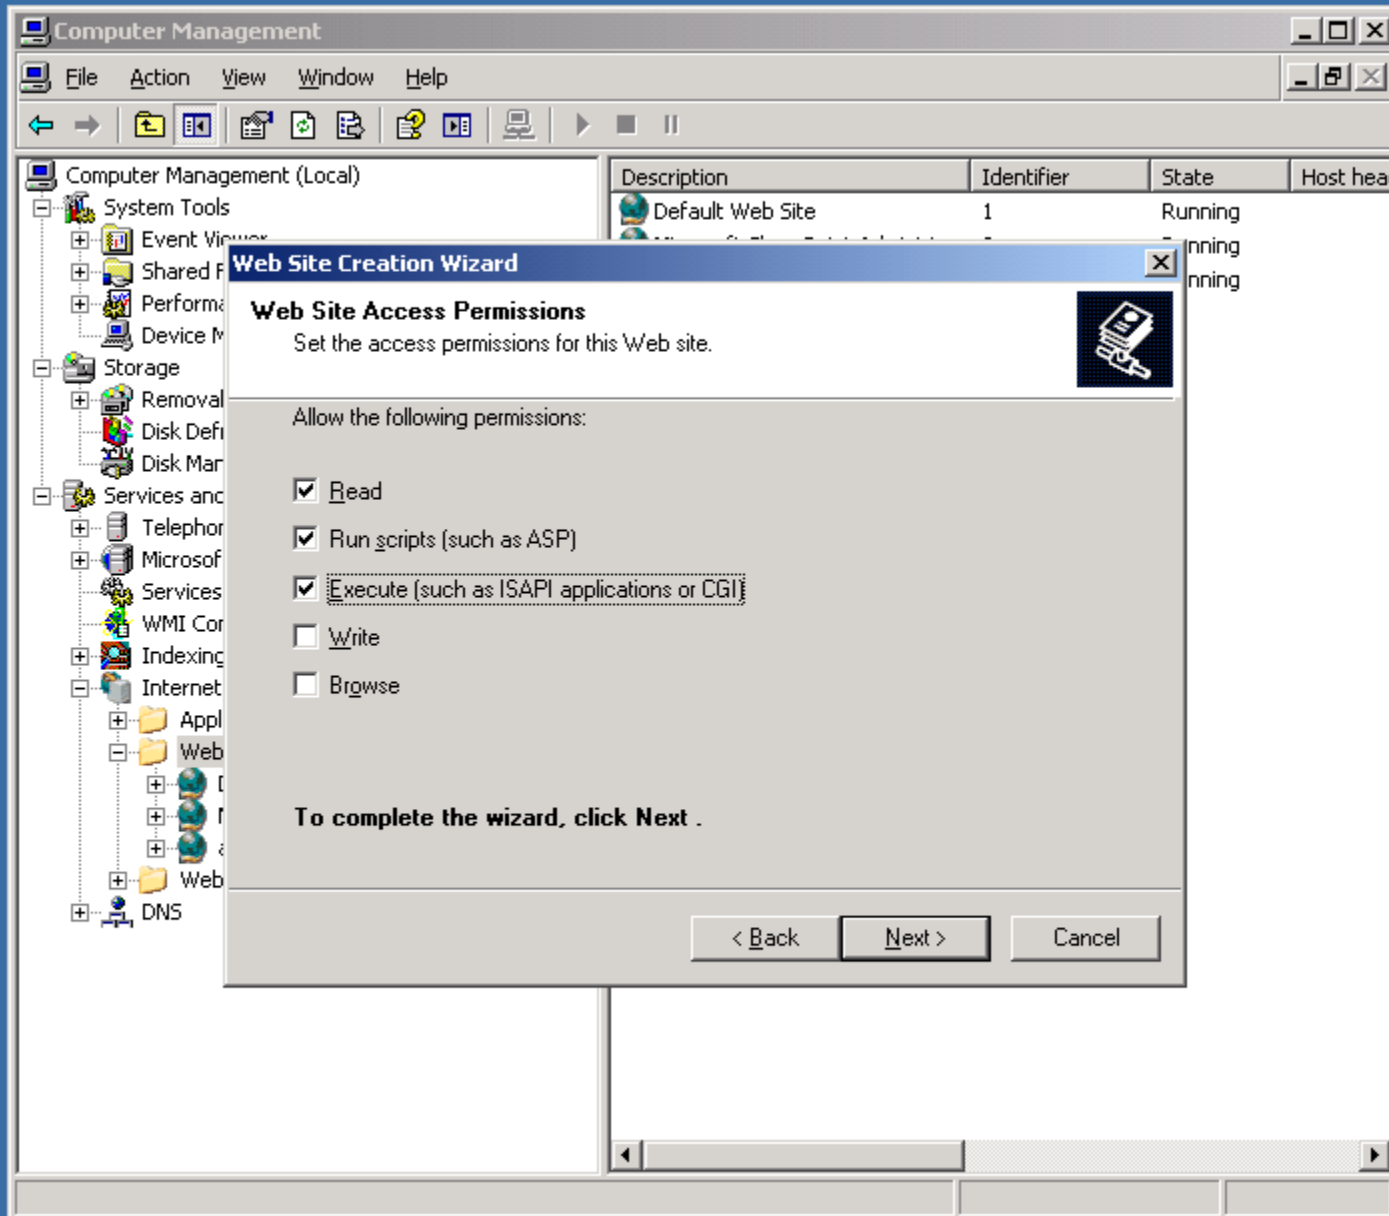 Computer Management
File Action View Window Help
Computer Management (Local)
System Tools
Event Viewer
Shared F
Performa
Device M
Storage
Removal
Disk Defr
Disk Mar
Services and
Telephor
Microsof
Services
WMI Cor
Indexing
Internet
Appl
Web
Web
DNS
Description Identifier State Host hea
Default Web Site 1 Running
nning
nning
Web Site Creation Wizard
Web Site Access Permissions
Set the access permissions for this Web site.
Allow the following permissions:
Read
Run scripts (such as ASP)
Execute (such as ISAPI applications or CGI)
Write
Browse
To complete the wizard, click Next .
< Back Next > Cancel